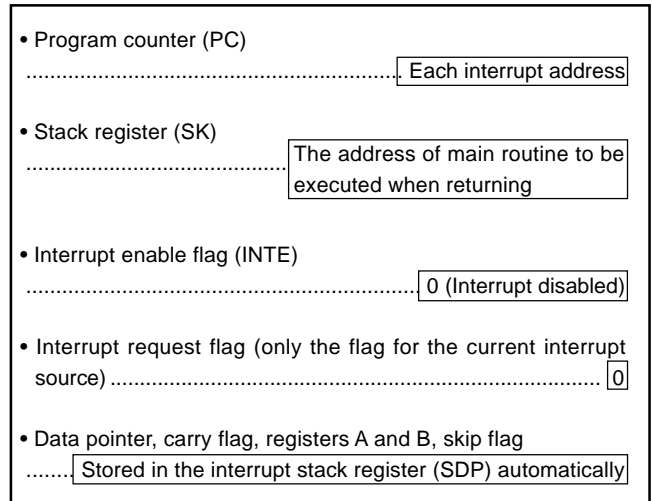 • Program counter (PC)
............................................................... Each interrupt address
• Stack register (SK)
............................................ The address of main routine to be
executed when returning
• Interrupt enable flag (INTE)
.................................................................. 0 (Interrupt disabled)
• Interrupt request flag (only the flag for the current interrupt
source) ................................................................................... 0
• Data pointer, carry flag, registers A and B, skip flag
........ Stored in the interrupt stack register (SDP) automatically